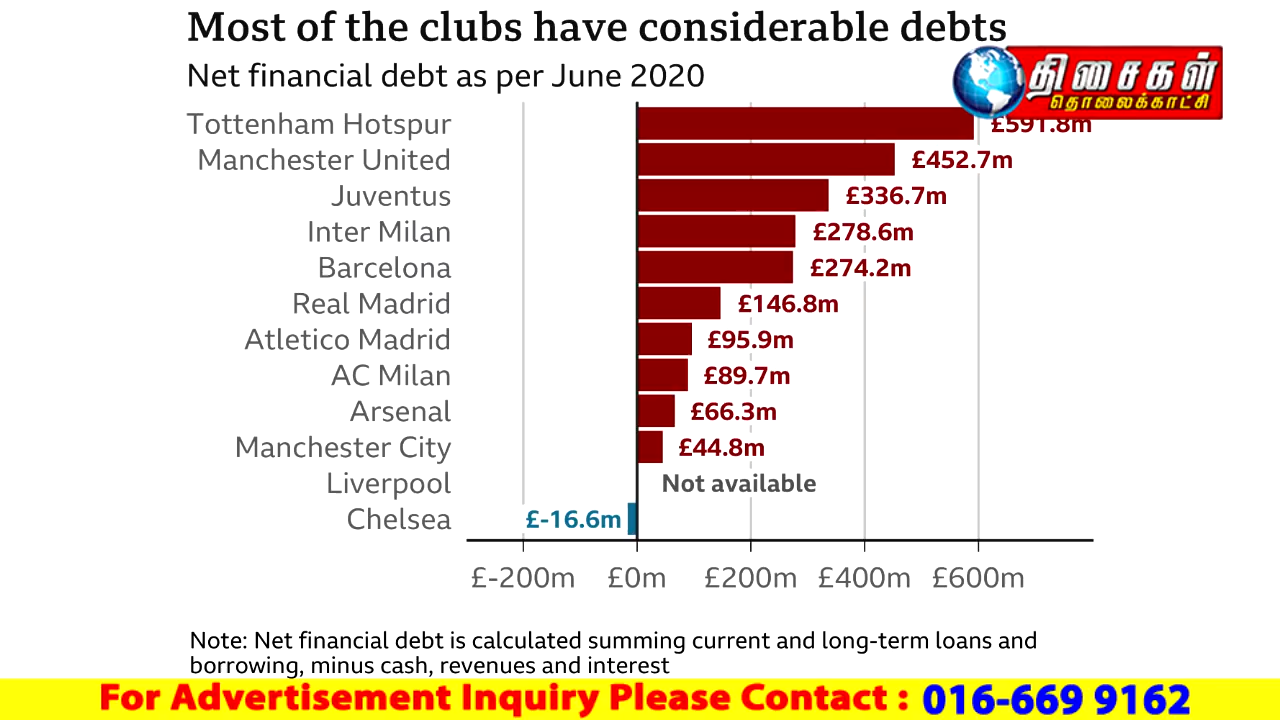 Most of the clubs have considerable debts
Net financial debt as per June 2020
திசைகள்
தொலைக்காட்சி
Tottenham Hotspur £591.8m
Manchester United £452.7m
Juventus £336.7m
Inter Milan £278.6m
Barcelona £274.2m
Real Madrid £146.8m
Atletico Madrid £95.9m
AC Milan £89.7m
Arsenal £66.3m
Manchester City £44.8m
Liverpool Not available
Chelsea £-16.6m
£-200m £0m £200m £400m £600m
Note: Net financial debt is calculated summing current and long-term loans and
borrowing, minus cash, revenues and interest
For Advertisement Inquiry Please Contact : 016-669 9162